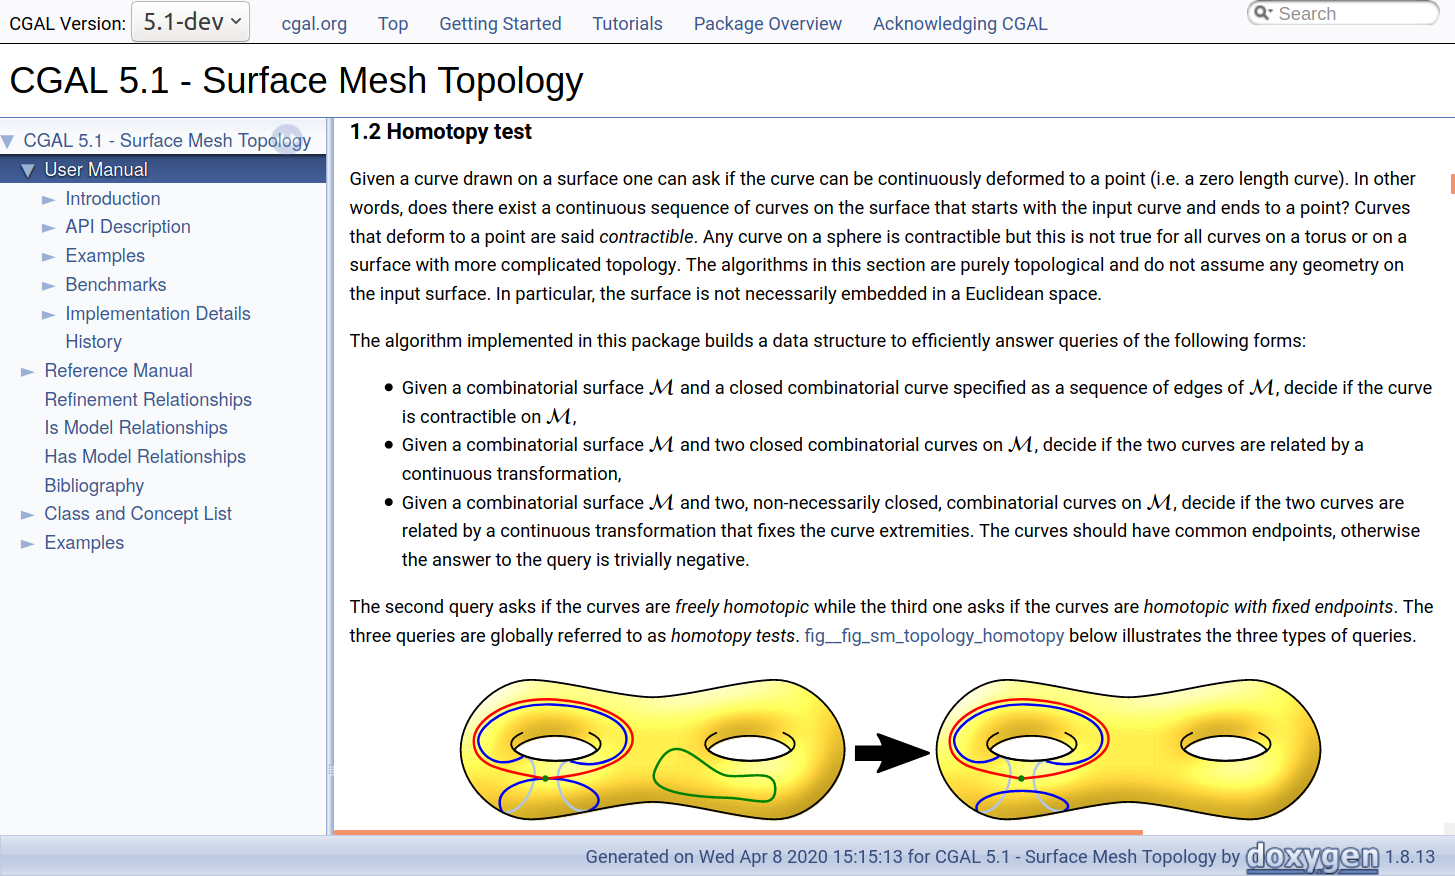 CGAL Version: 5.1-dev cgal.org Top Getting Started Tutorials Package Overview Acknowledging CGAL Search
CGAL 5.1 - Surface Mesh Topology
CGAL 5.1 - Surface Mesh Topology
User Manual
Introduction
API Description
Examples
Benchmarks
Implementation Details
History
Reference Manual
Refinement Relationships
Is Model Relationships
Has Model Relationships
Bibliography
Class and Concept List
Examples
1.2 Homotopy test
Given a curve drawn on a surface one can ask if the curve can be continuously deformed to a point (i.e. a zero length curve). In other
words, does there exist a continuous sequence of curves on the surface that starts with the input curve and ends to a point? Curves
that deform to a point are said contractible. Any curve on a sphere is contractible but this is not true for all curves on a torus or on a
surface with more complicated topology. The algorithms in this section are purely topological and do not assume any geometry on
the input surface. In particular, the surface is not necessarily embedded in a Euclidean space.
The algorithm implemented in this package builds a data structure to efficiently answer queries of the following forms:
● Given a combinatorial surface ℳ and a closed combinatorial curve specified as a sequence of edges of ℳ, decide if the curve
is contractible on ℳ,
● Given a combinatorial surface ℳ and two closed combinatorial curves on ℳ, decide if the two curves are related by a
continuous transformation,
● Given a combinatorial surface ℳ and two, non-necessarily closed, combinatorial curves on ℳ, decide if the two curves are
related by a continuous transformation that fixes the curve extremities. The curves should have common endpoints, otherwise
the answer to the query is trivially negative.
The second query asks if the curves are freely homotopic while the third one asks if the curves are homotopic with fixed endpoints. The
three queries are globally referred to as homotopy tests. fig__fig_sm_topology_homotopy below illustrates the three types of queries.
Generated on Wed Apr 8 2020 15:15:13 for CGAL 5.1 - Surface Mesh Topology by doxygen 1.8.13